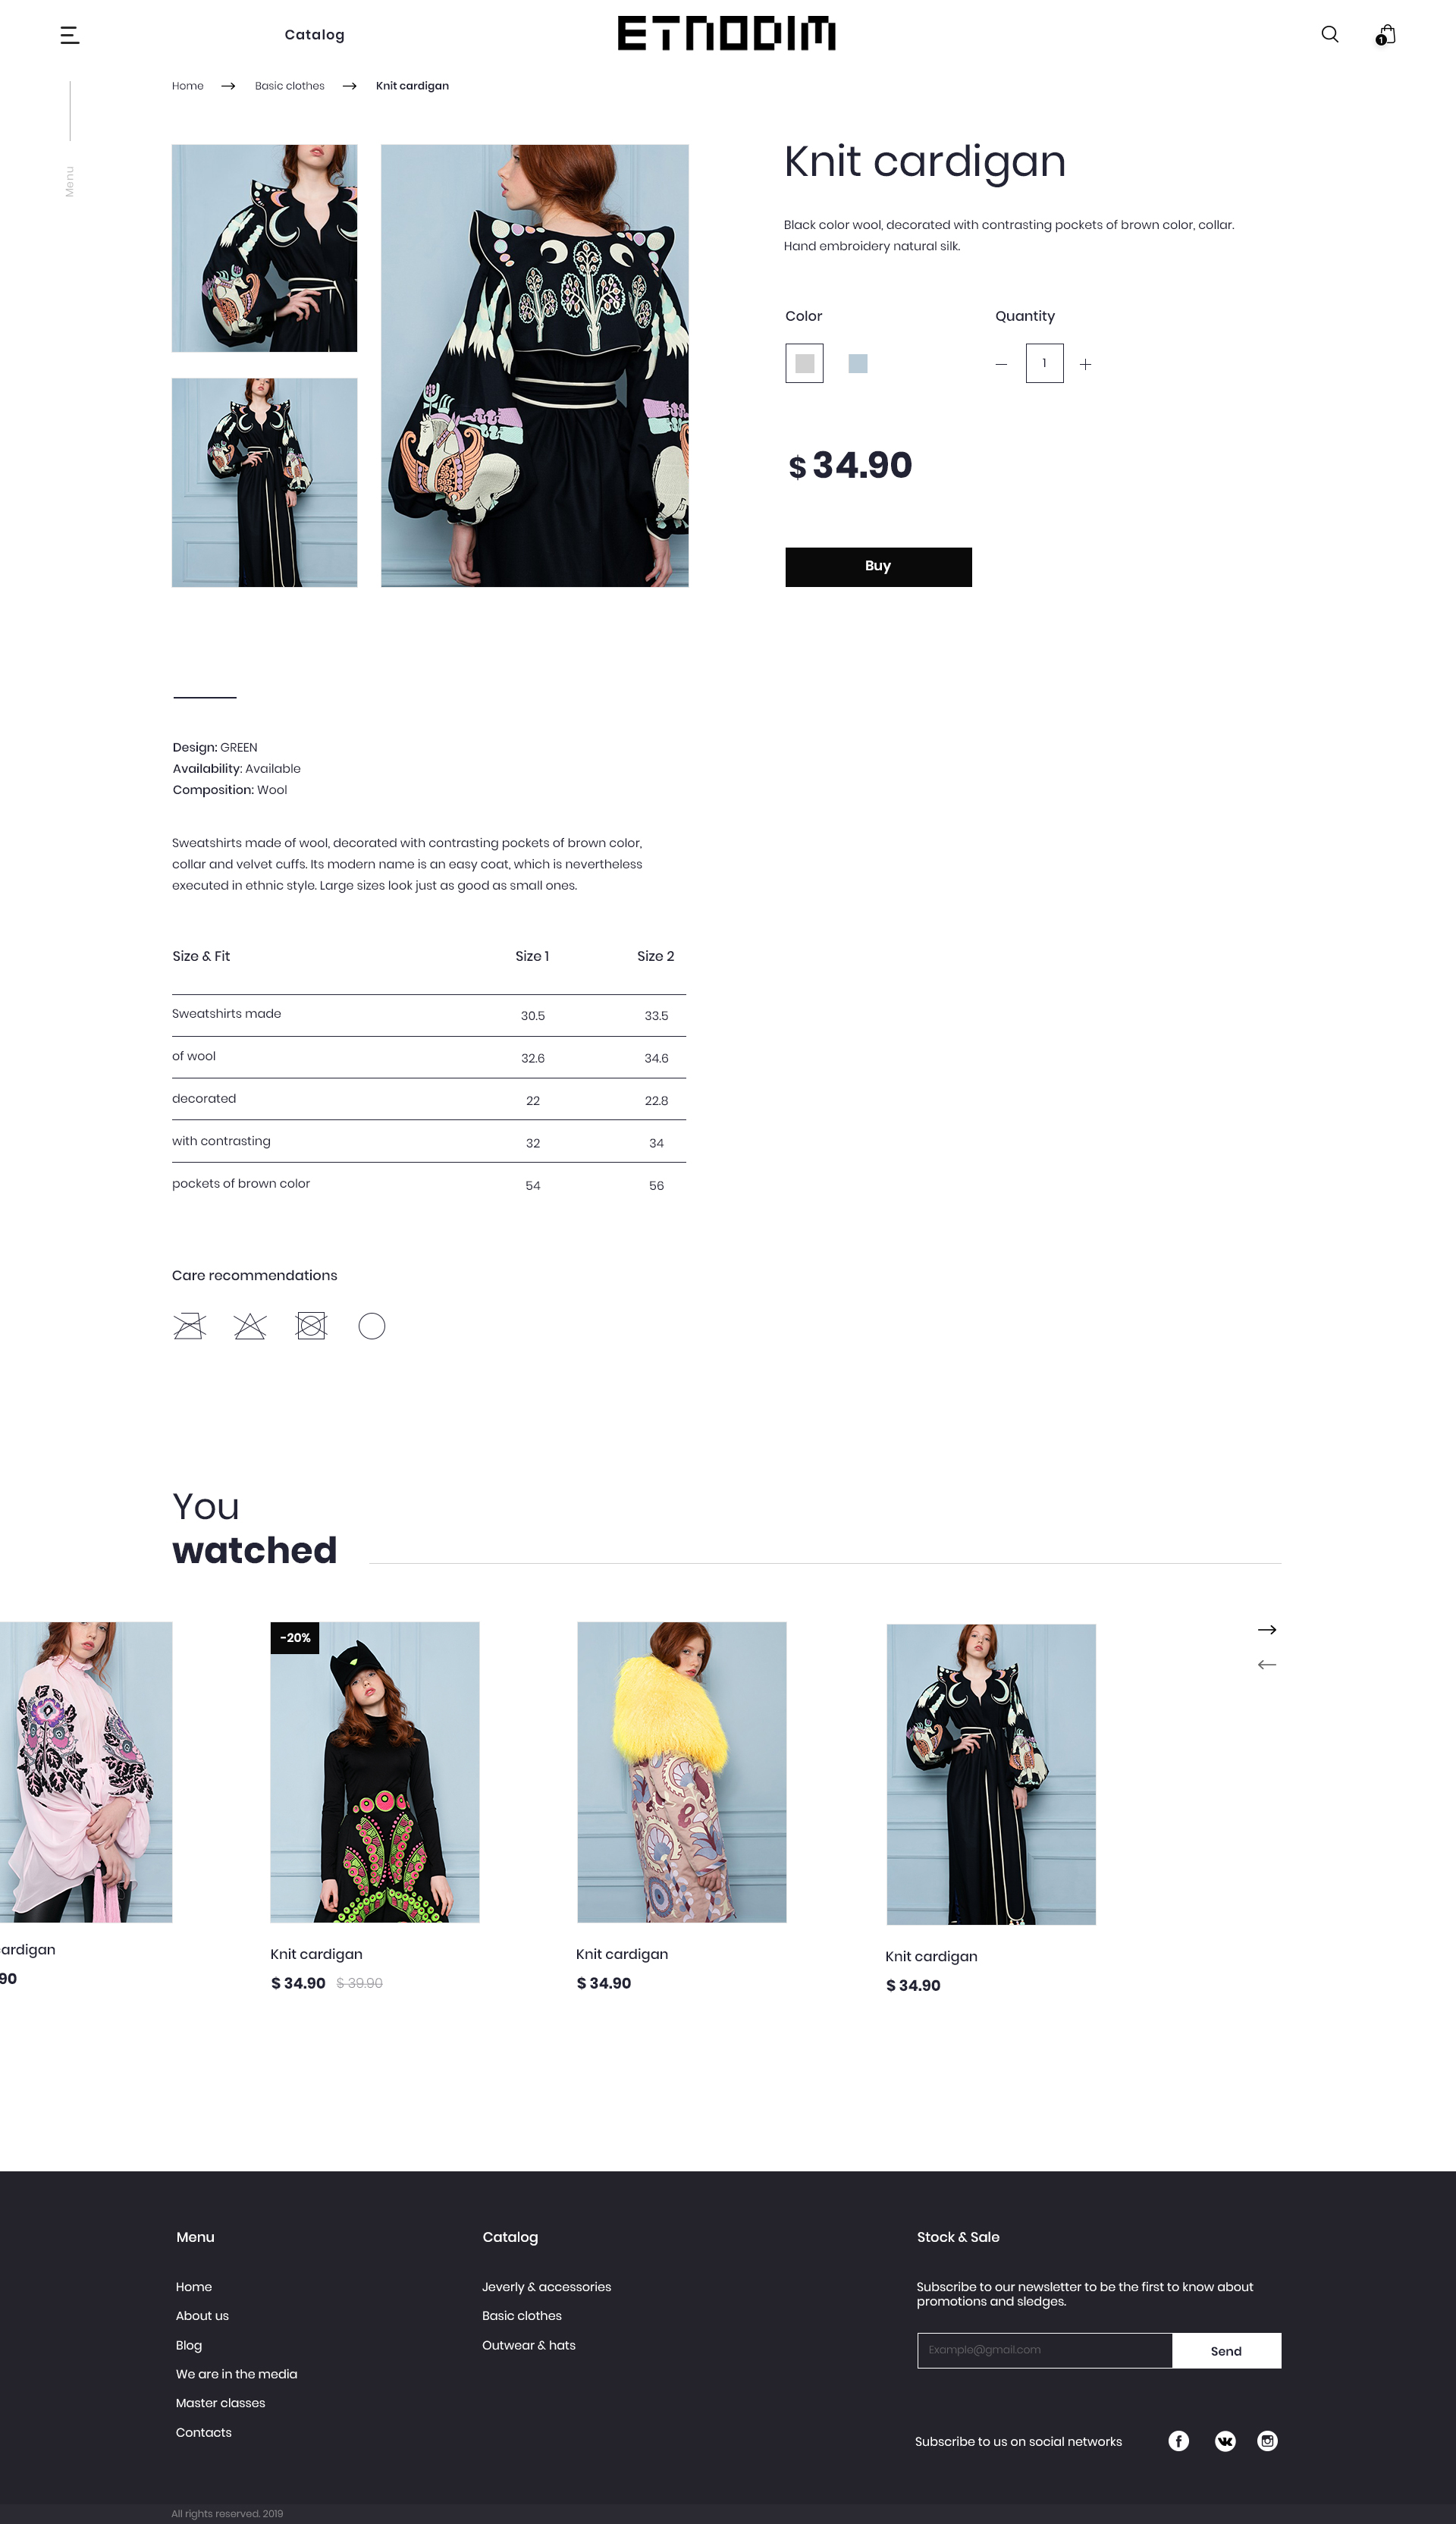 Catalog
ETNODIM
1
Home
Basic clothes
Knit cardigan
Menu
Knit cardigan
Black color wool, decorated with contrasting pockets of brown color, collar.
Hand embroidery natural silk.
Color
Quantity
1
$ 34.90
Buy
Design: GREEN
Availability: Available
Composition: Wool
Sweatshirts made of wool, decorated with contrasting pockets of brown color,
collar and velvet cuffs. Its modern name is an easy coat, which is nevertheless
executed in ethnic style. Large sizes look just as good as small ones.
Size & Fit Size 1 Size 2
Sweatshirts made 30.5 33.5
of wool 32.6 34.6
decorated 22 22.8
with contrasting 32 34
pockets of brown color 54 56
Care recommendations
You
watched
-20%
ardigan
90
Knit cardigan
$ 34.90 $ 39.90
Knit cardigan
$ 34.90
Knit cardigan
$ 34.90
Menu
Home
About us
Blog
We are in the media
Master classes
Contacts
Catalog
Jeverly & accessories
Basic clothes
Outwear & hats
Stock & Sale
Subscribe to our newsletter to be the first to know about
promotions and sledges.
Example@gmail.com
Send
Subscribe to us on social networks
All rights reserved. 2019